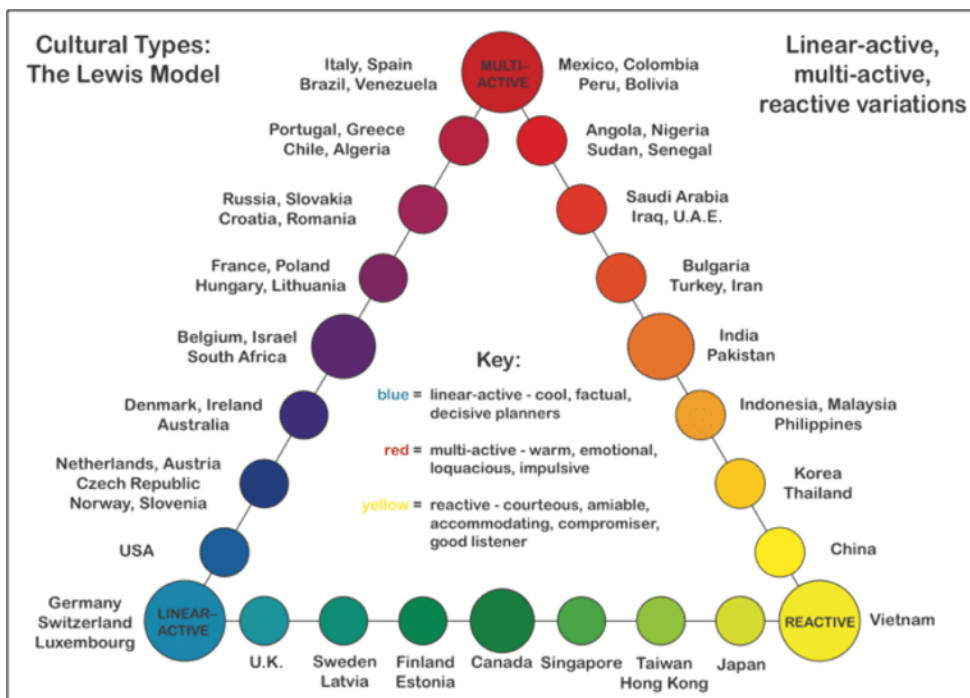 Cultural Types:
The Lewis Model
Linear-active,
multi-active,
reactive variations
MULTI-
ACTIVE
Italy, Spain
Brazil, Venezuela
Mexico, Colombia
Peru, Bolivia
Portugal, Greece
Chile, Algeria
Angola, Nigeria
Sudan, Senegal
Russia, Slovakia
Croatia, Romania
Saudi Arabia
Iraq, U.A.E.
France, Poland
Hungary, Lithuania
Bulgaria
Turkey, Iran
Belgium, Israel
South Africa
India
Pakistan
Key:
blue = linear-active - cool, factual,
decisive planners
red = multi-active - warm, emotional,
loquacious, impulsive
yellow = reactive - courteous, amiable,
accommodating, compromiser,
good listener
Denmark, Ireland
Australia
Indonesia, Malaysia
Philippines
Netherlands, Austria
Czech Republic
Norway, Slovenia
Korea
Thailand
USA
China
Germany
Switzerland
Luxembourg
LINEAR-
ACTIVE
REACTIVE
Vietnam
U.K.
Sweden
Latvia
Finland
Estonia
Canada
Singapore
Taiwan
Hong Kong
Japan